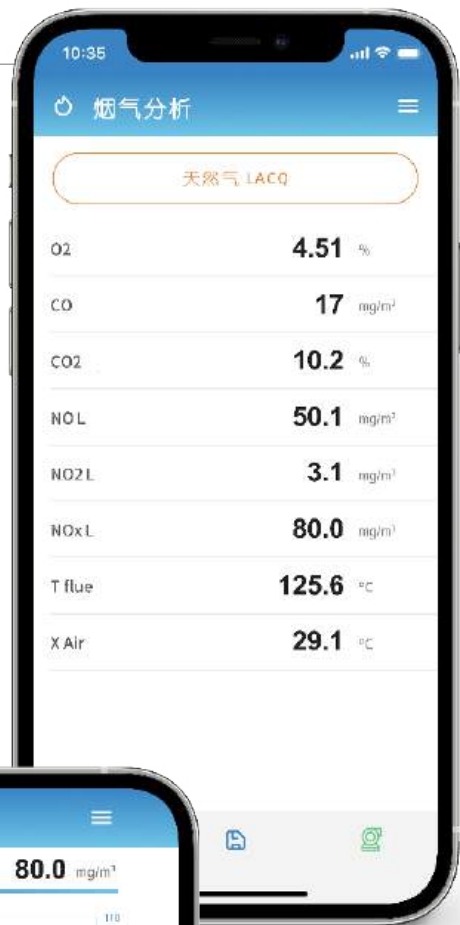 10:35
烟气分析
天然气 LACQ
O2 4.51 %
CO 17 mg/m³
CO2 10.2 %
NO L 50.1 mg/m³
NO2 L 3.1 mg/m³
NOx L 80.0 mg/m³
T flue 125.6 °C
X Air 29.1 °C
80.0 mg/m³
110